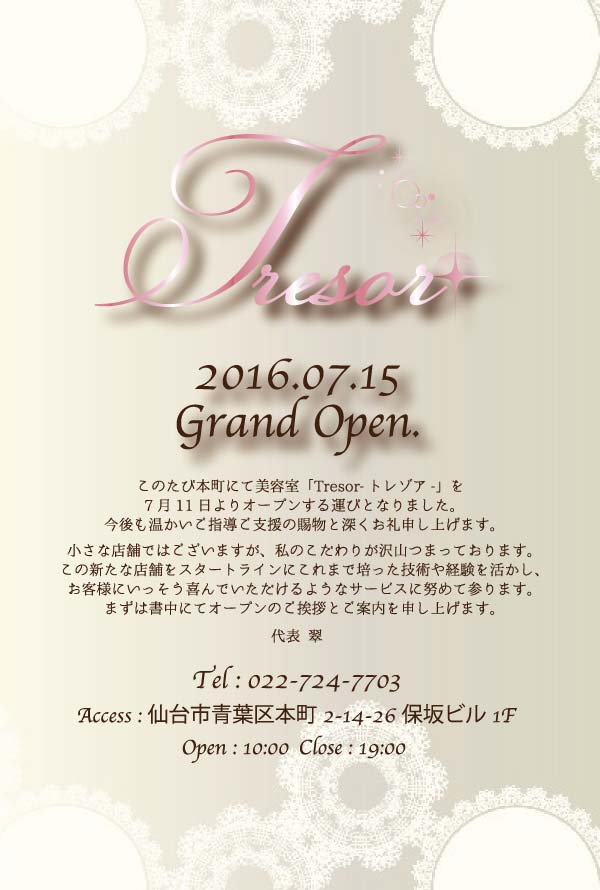 Tresor
2016.07.15
Grand Open.
このたび本町にて美容室「Tresor- トレゾア -」を
7月11日よりオープンする運びとなりました。
今後も温かいご指導ご支援の賜物と深くお礼申し上げます。
小さな店舗ではございますが、私のこだわりが沢山つまっております。
この新たな店舗をスタートラインにこれまで培った技術や経験を活かし、
お客様にいっそう喜んでいただけるようなサービスに努めて参ります。
まずは書中にてオープンのご挨拶とご案内を申し上げます。
代表 翠
Tel : 022-724-7703
Access : 仙台市青葉区本町 2-14-26 保坂ビル 1F
Open : 10:00 Close : 19:00